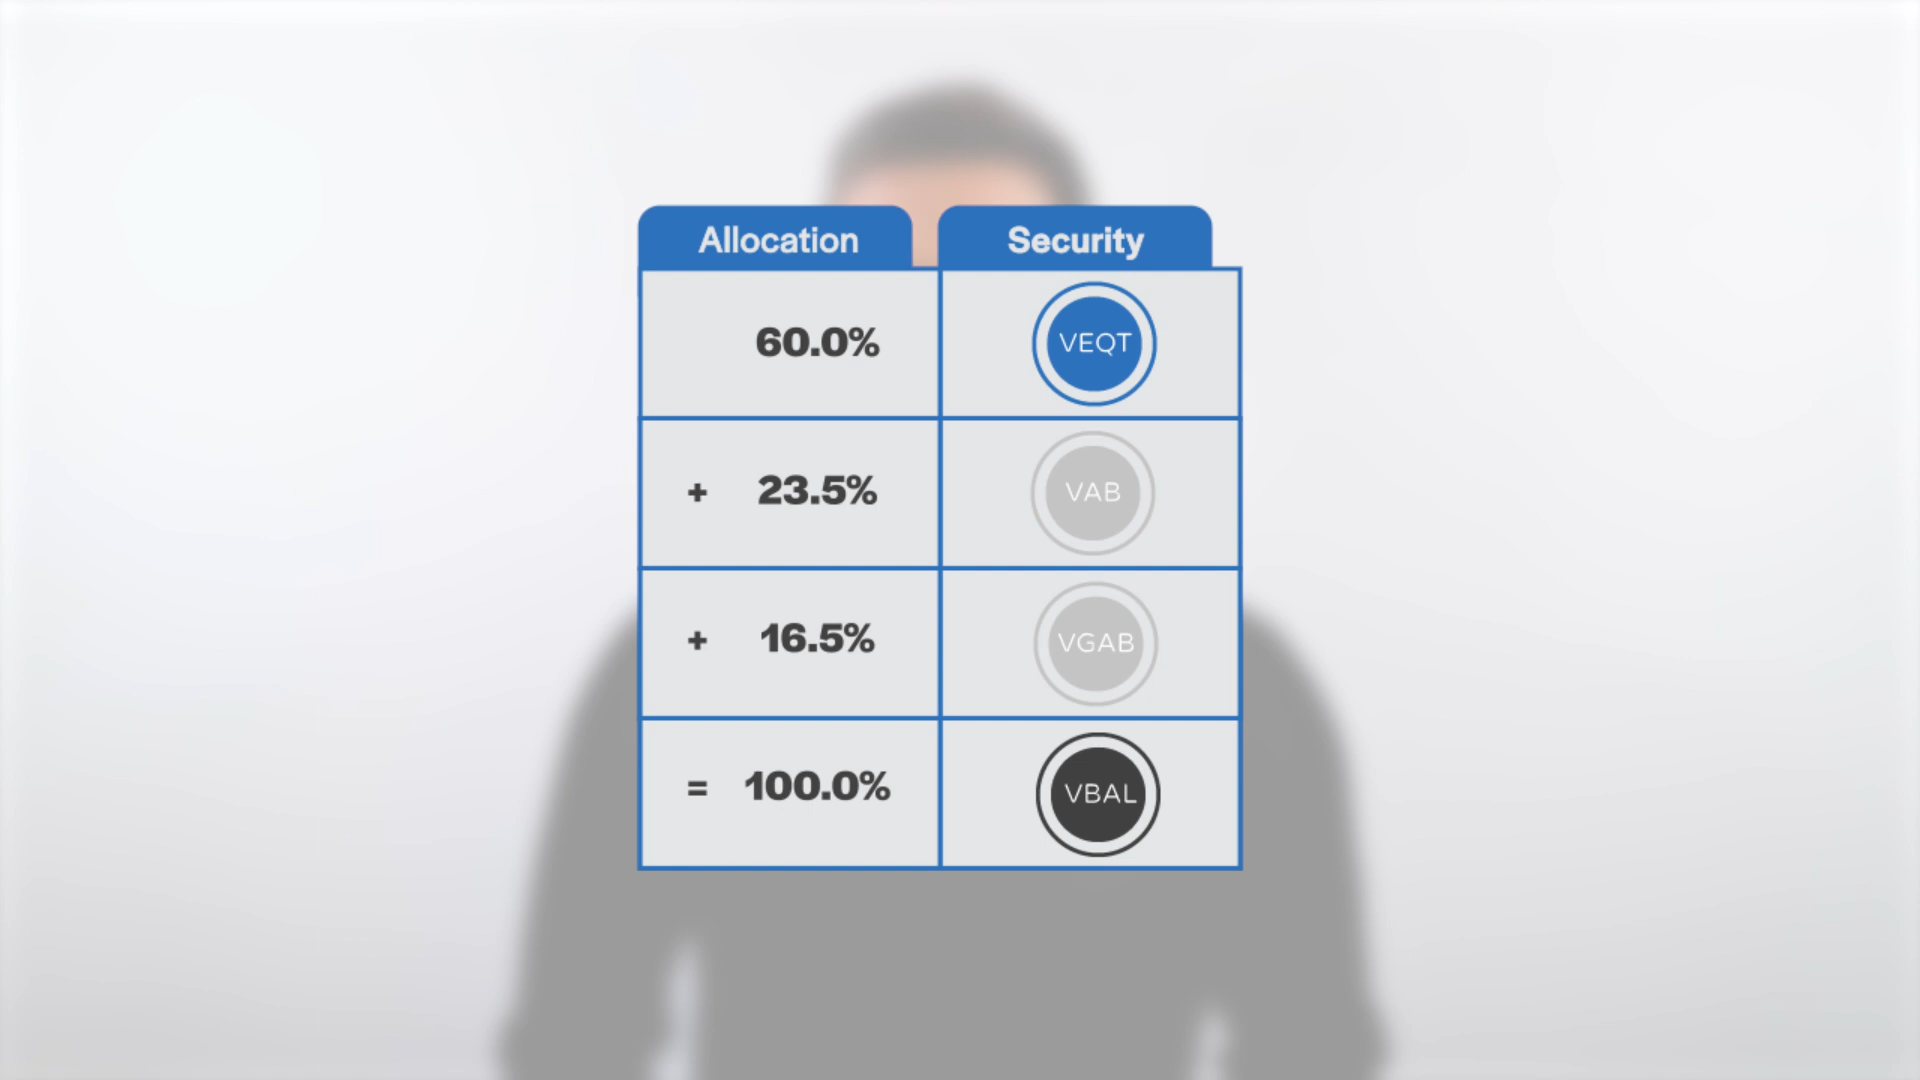 Allocation Security
60.0% VEQT
+ 23.5% VAB
+ 16.5% VGAB
= 100.0% VBAL